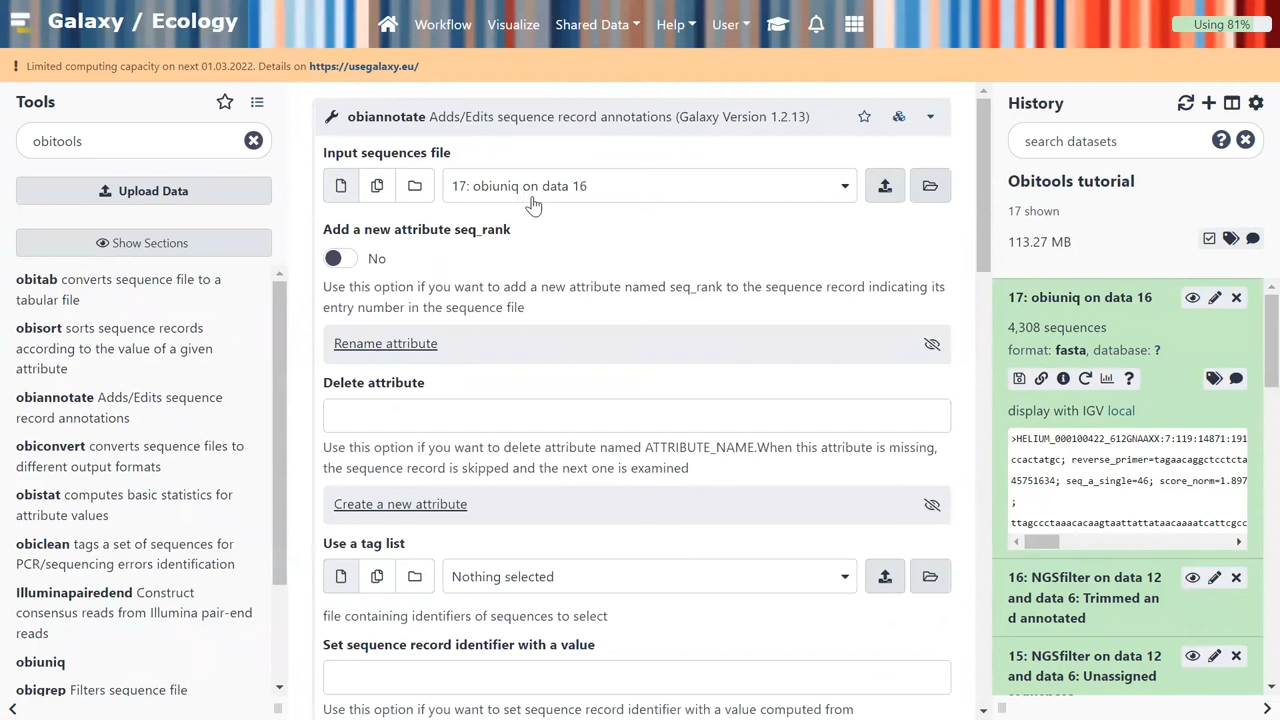 Galaxy / Ecology
Workflow
Visualize
Shared Data
Help
User
Using 81%
! Limited computing capacity on next 01.03.2022. Details on https://usegalaxy.eu/
Tools
obitools
Upload Data
Show Sections
obitab converts sequence file to a
tabular file
obisort sorts sequence records
according to the value of a given
attribute
obiannotate Adds/Edits sequence
record annotations
obiconvert converts sequence files to
different output formats
obistat computes basic statistics for
attribute values
obiclean tags a set of sequences for
PCR/sequencing errors identification
Illuminapairedend Construct
consensus reads from Illumina pair-end
reads
obiuniq
obigrep Filters sequence file
obiannotate Adds/Edits sequence record annotations (Galaxy Version 1.2.13)
Input sequences file
17: obiuniq on data 16
Add a new attribute seq_rank
No
Use this option if you want to add a new attribute named seq_rank to the sequence record indicating its
entry number in the sequence file
Rename attribute
Delete attribute
Use this option if you want to delete attribute named ATTRIBUTE_NAME.When this attribute is missing,
the sequence record is skipped and the next one is examined
Create a new attribute
Use a tag list
Nothing selected
file containing identifiers of sequences to select
Set sequence record identifier with a value
Use this option if you want to set sequence record identifier with a value computed from
History
search datasets
Obitools tutorial
17 shown
113.27 MB
17: obiuniq on data 16
4,308 sequences
format: fasta, database: ?
display with IGV local
>HELIUM_000100422_612GNAAXX:7:119:14871:191
ccactatgc; reverse_primer=tagaacaggctcctcta
45751634; seq_a_single=46; score_norm=1.897
;
ttagccctaaacacaagtaattattataacaaaatcattcgcc
16: NGSfilter on data 12
and data 6: Trimmed an
d annotated
15: NGSfilter on data 12
and data 6: Unassigned